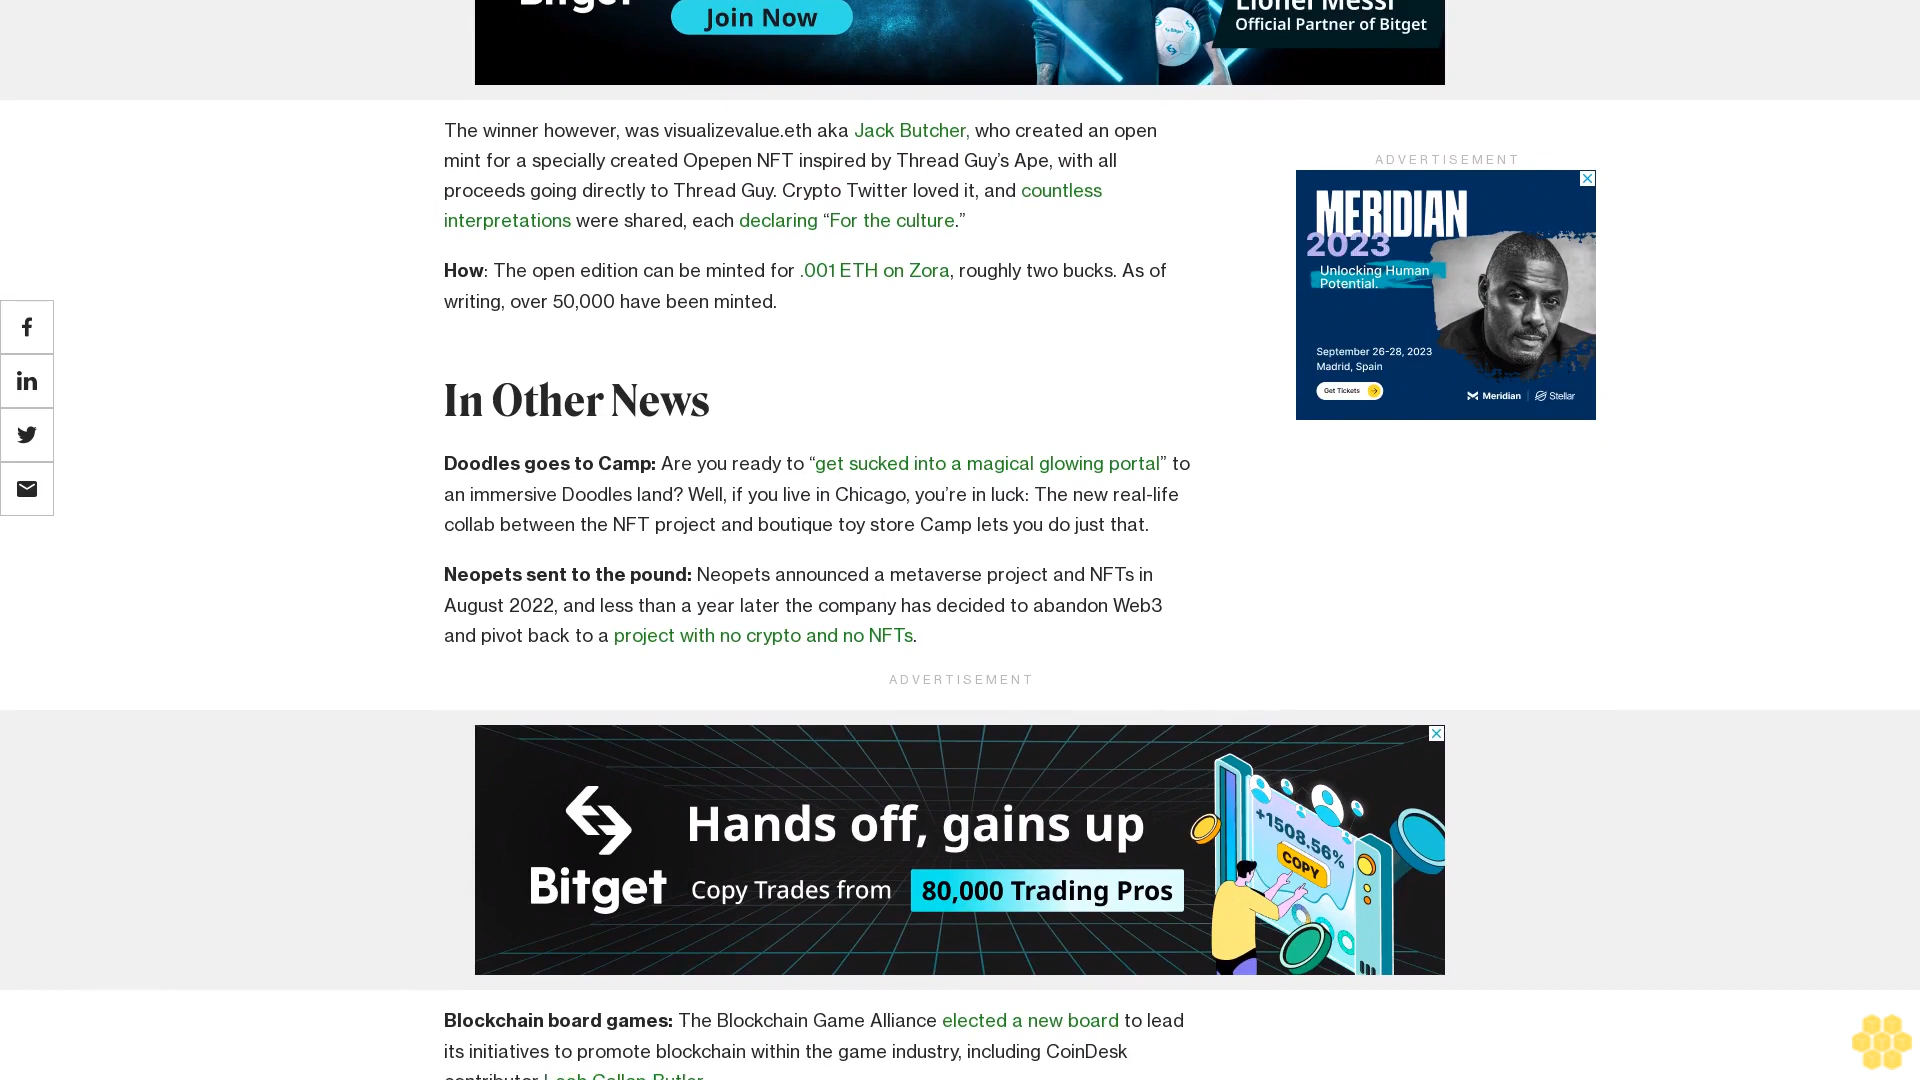 Bitget
Join Now
Lionel Messi
Official Partner of Bitget
The winner however, was visualizevalue.eth aka Jack Butcher, who created an open
mint for a specially created Opepen NFT inspired by Thread Guy’s Ape, with all
proceeds going directly to Thread Guy. Crypto Twitter loved it, and countless
interpretations were shared, each declaring “For the culture.”
How: The open edition can be minted for .001 ETH on Zora, roughly two bucks. As of
writing, over 50,000 have been minted.
ADVERTISEMENT
MERIDIAN
2023
Unlocking Human
Potential.
September 26-28, 2023
Madrid, Spain
Get Tickets
Meridian | Stellar
In Other News
Doodles goes to Camp: Are you ready to “get sucked into a magical glowing portal” to
an immersive Doodles land? Well, if you live in Chicago, you’re in luck: The new real-life
collab between the NFT project and boutique toy store Camp lets you do just that.
Neopets sent to the pound: Neopets announced a metaverse project and NFTs in
August 2022, and less than a year later the company has decided to abandon Web3
and pivot back to a project with no crypto and no NFTs.
ADVERTISEMENT
Bitget
Hands off, gains up
Copy Trades from 80,000 Trading Pros
+1508.56%
COPY
Blockchain board games: The Blockchain Game Alliance elected a new board to lead
its initiatives to promote blockchain within the game industry, including CoinDesk
contributor Leah Callon-Butler.